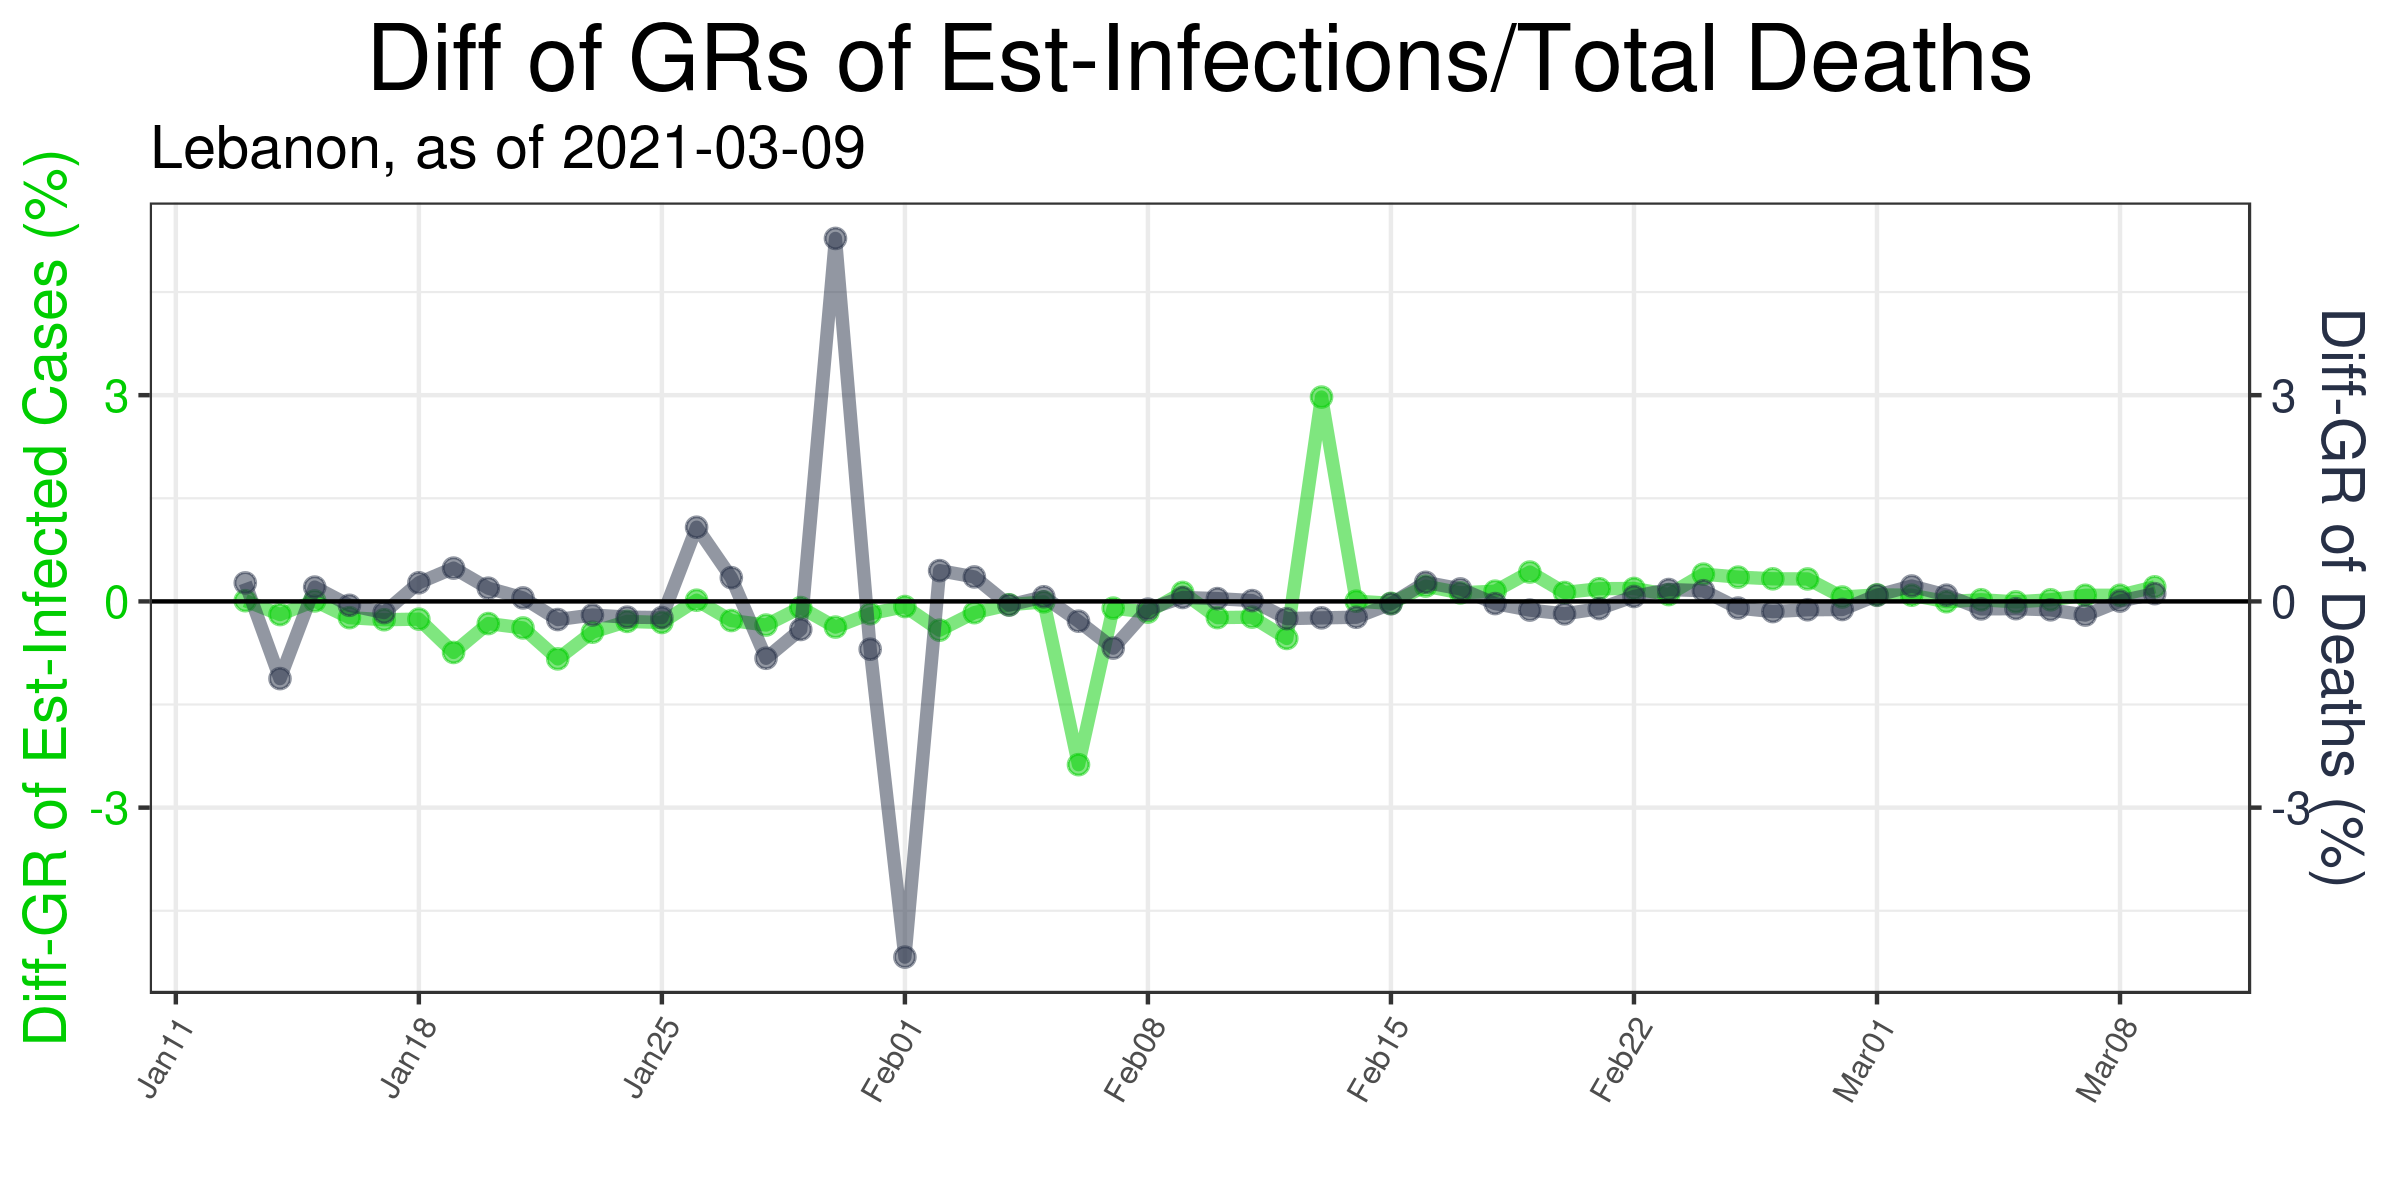 Diff of GRs of Est-Infections/Total Deaths
Lebanon, as of 2021-03-09
Diff-GR of Est-Infected Cases (%)
3
0
-3
3
0
-3
Diff-GR of Deaths (%)
Jan11
Jan18
Jan25
Feb01
Feb08
Feb15
Feb22
Mar01
Mar08